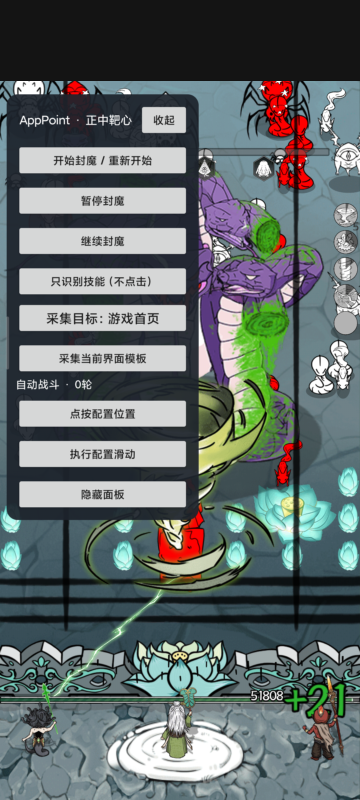 AppPoint · 正中靶心
收起
开始封魔 / 重新开始
暂停封魔
继续封魔
只识别技能（不点击）
采集目标：游戏首页
采集当前界面模板
自动战斗 · 0轮
点按配置位置
执行配置滑动
隐藏面板
51808
+21